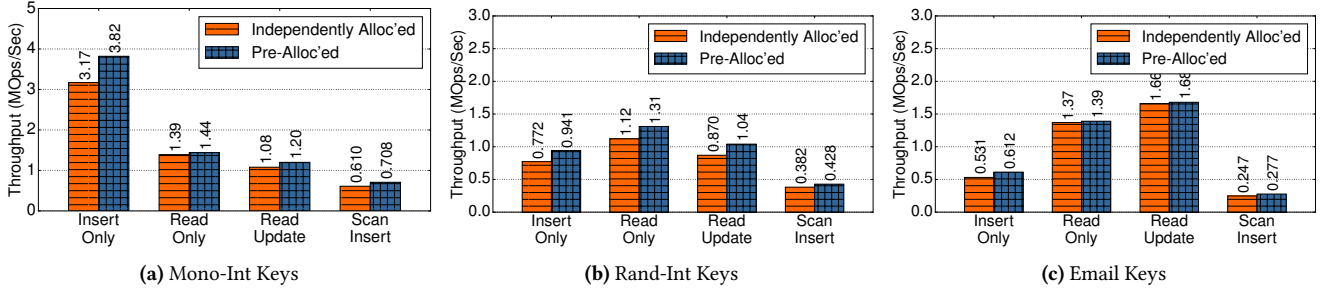 Throughput (MOps/Sec)
5
4
3
2
1
0
Independently Alloc'ed
Pre-Alloc'ed
3.17
3.82
1.39
1.44
1.08
1.20
0.610
0.708
Insert
Only
Read
Only
Read
Update
Scan
Insert
(a) Mono-Int Keys
Throughput (MOps/Sec)
3.0
2.5
2.0
1.5
1.0
0.5
0.0
Independently Alloc'ed
Pre-Alloc'ed
0.772
0.941
1.12
1.31
0.870
1.04
0.382
0.428
Insert
Only
Read
Only
Read
Update
Scan
Insert
(b) Rand-Int Keys
Throughput (MOps/Sec)
3.0
2.5
2.0
1.5
1.0
0.5
0.0
Independently Alloc'ed
Pre-Alloc'ed
0.531
0.612
1.37
1.39
1.66
1.68
0.247
0.277
Insert
Only
Read
Only
Read
Update
Scan
Insert
(c) Email Keys